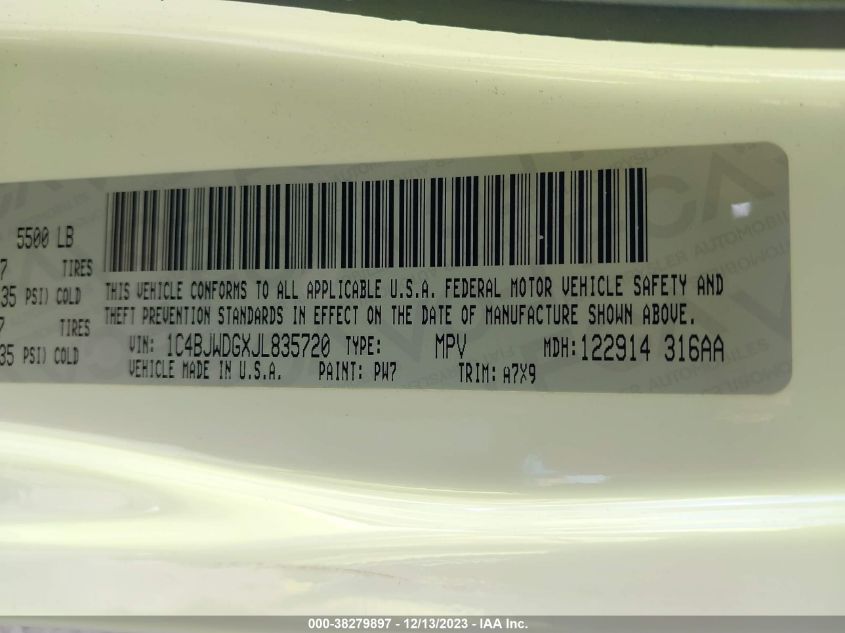 5500 LB
7 TIRES
35 PSI) COLD
7 TIRES
35 PSI) COLD
THIS VEHICLE CONFORMS TO ALL APPLICABLE U.S.A. FEDERAL MOTOR VEHICLE SAFETY AND
THEFT PREVENTION STANDARDS IN EFFECT ON THE DATE OF MANUFACTURE SHOWN ABOVE.
VIN: 1C4BJWDGXJL835720 TYPE: MPV MDH: 122914 316AA
VEHICLE MADE IN U.S.A. PAINT: PW7 TRIM: A7X9
000-38279897 - 12/13/2023 - IAA Inc.